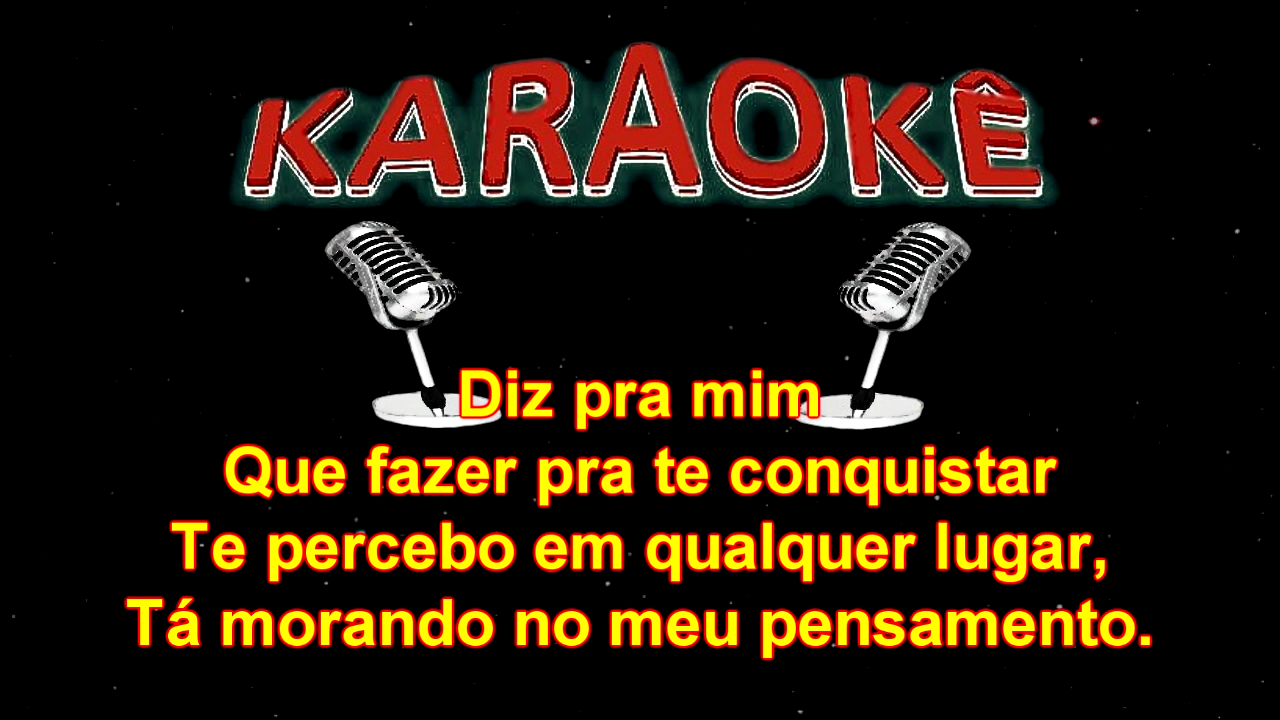 KARAOKÊ
Diz pra mim
Que fazer pra te conquistar
Te percebo em qualquer lugar,
Tá morando no meu pensamento.